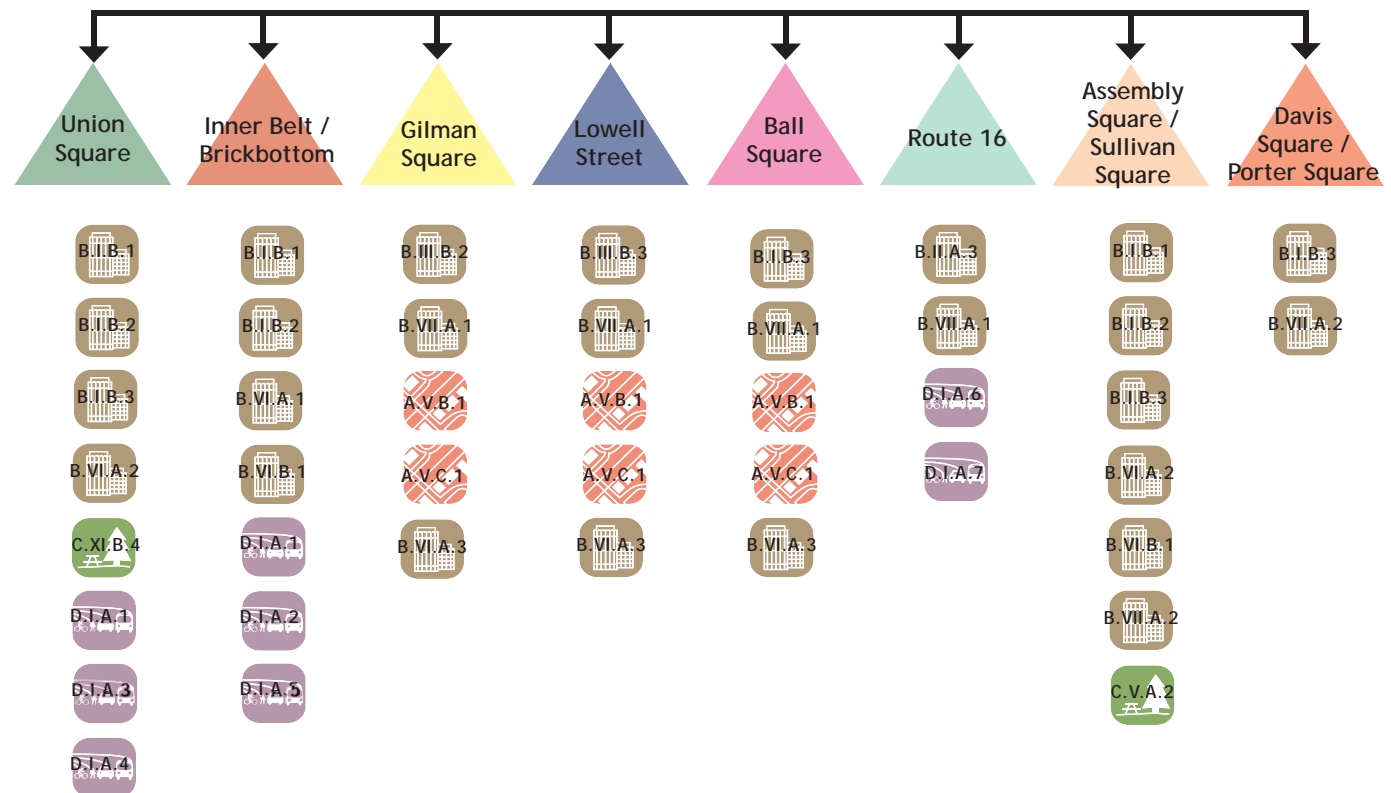 Union
Square
Inner Belt /
Brickbottom
Gilman
Square
Lowell
Street
Ball
Square
Route 16
Assembly
Square /
Sullivan
Square
Davis
Square /
Porter Square
B.I.B.1
B.I.B.2
B.I.B.3
B.VI.A.2
C.XI.B.4
D.I.A.1
D.I.A.3
D.I.A.4
B.I.B.1
B.I.B.2
B.VI.A.1
B.VI.B.1
D.I.A.1
D.I.A.2
D.I.A.5
B.III.B.2
B.VII.A.1
A.V.B.1
A.V.C.1
B.VI.A.3
B.III.B.3
B.VII.A.1
A.V.B.1
A.V.C.1
B.VI.A.3
B.I.B.3
B.VII.A.1
A.V.B.1
A.V.C.1
B.VI.A.3
B.II.A.3
B.VII.A.1
D.I.A.6
D.I.A.7
B.I.B.1
B.I.B.2
B.I.B.3
B.VI.A.2
B.VI.B.1
B.VII.A.2
C.V.A.2
B.I.B.3
B.VII.A.2